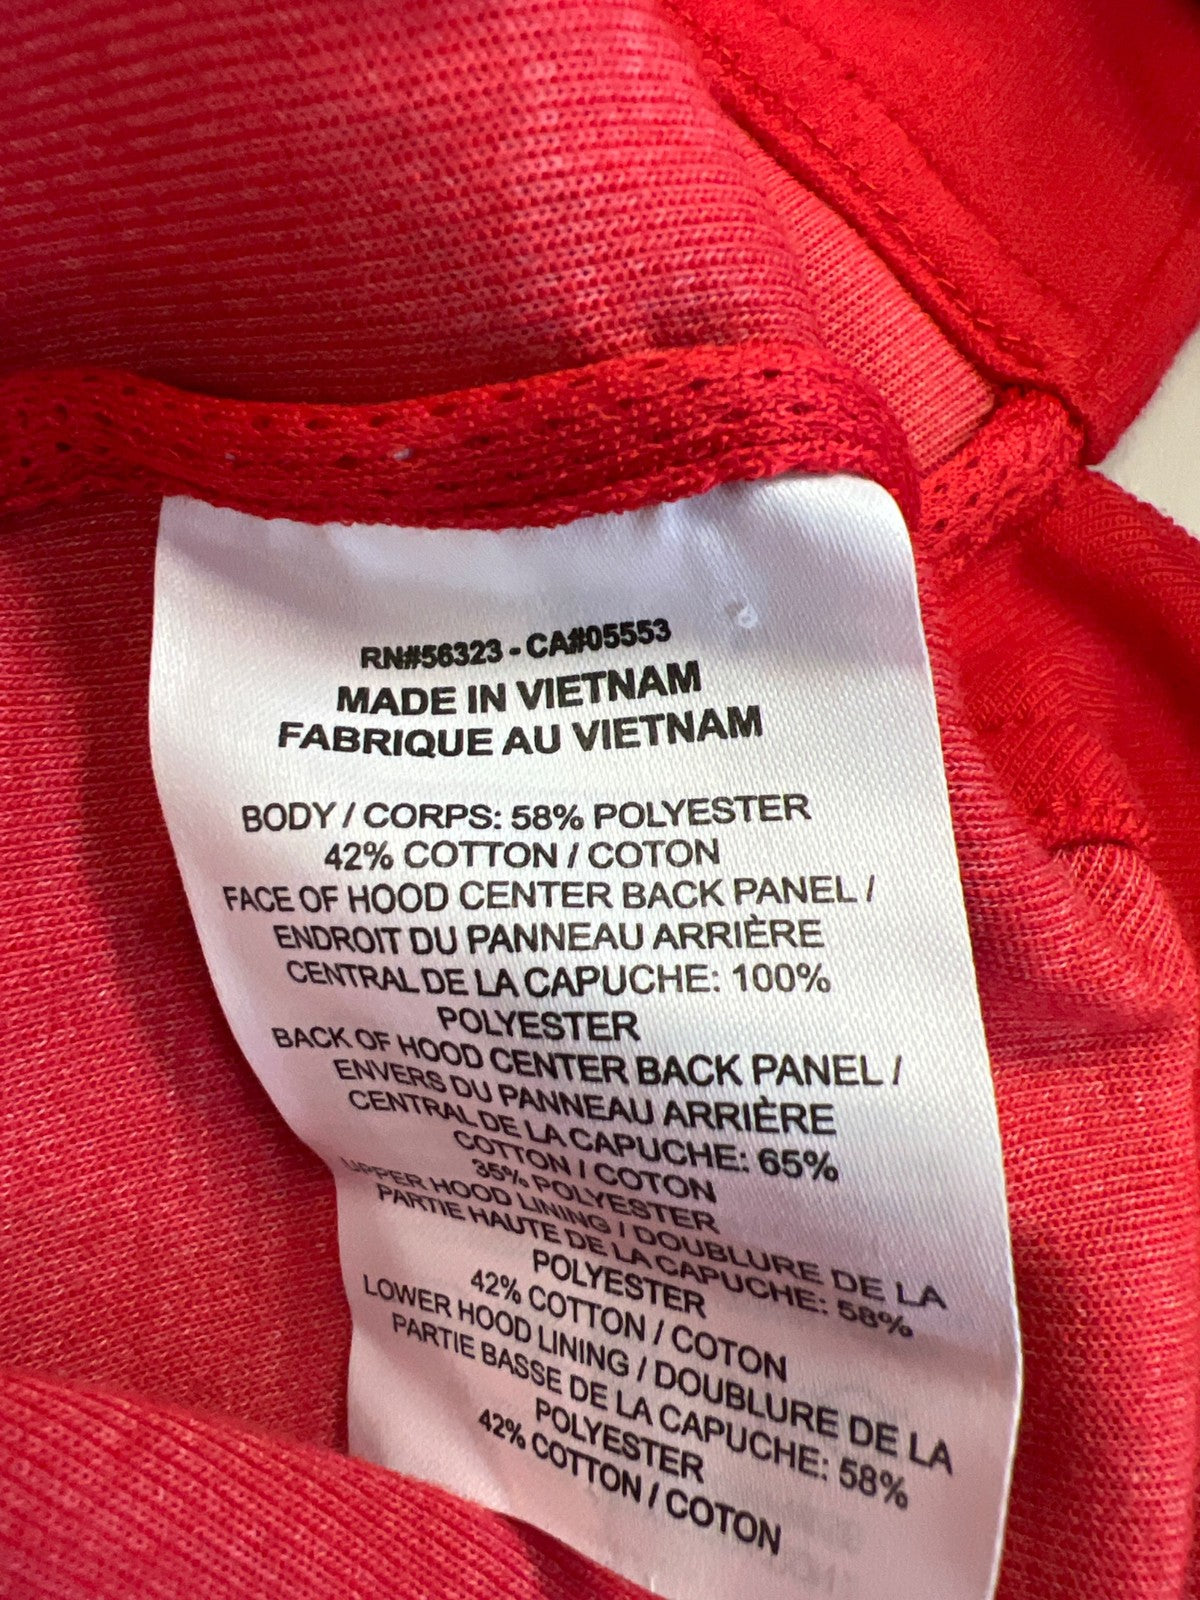 RN#56323 - CA#05553
MADE IN VIETNAM
FABRIQUE AU VIETNAM
BODY / CORPS: 58% POLYESTER
42% COTTON / COTON
FACE OF HOOD CENTER BACK PANEL /
ENDROIT DU PANNEAU ARRIÈRE
CENTRAL DE LA CAPUCHE: 100%
POLYESTER
BACK OF HOOD CENTER BACK PANEL /
ENVERS DU PANNEAU ARRIÈRE
CENTRAL DE LA CAPUCHE: 65%
COTTON / COTON
35% POLYESTER
UPPER HOOD LINING / DOUBLURE DE LA
PARTIE HAUTE DE LA CAPUCHE: 58%
POLYESTER
42% COTTON / COTON
LOWER HOOD LINING / DOUBLURE DE LA
PARTIE BASSE DE LA CAPUCHE: 58%
POLYESTER
42% COTTON / COTON